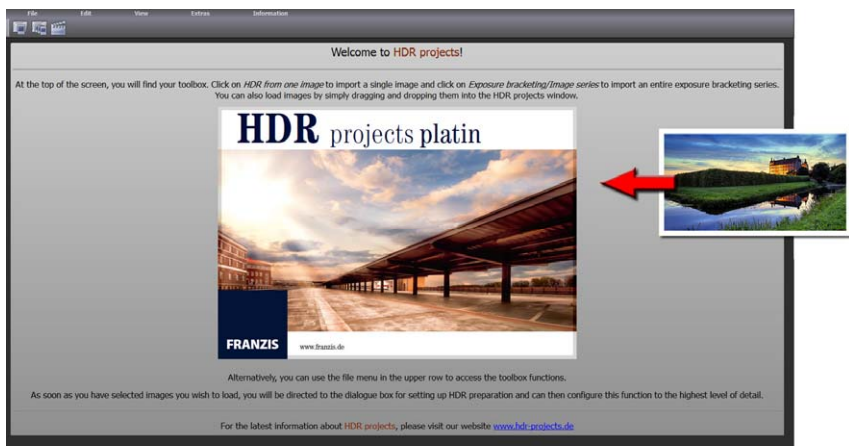 File Edit View Extras Information
Welcome to HDR projects!
At the top of the screen, you will find your toolbox. Click on HDR from one image to import a single image and click on Exposure bracketing/Image series to import an entire exposure bracketing series.
You can also load images by simply dragging and dropping them into the HDR projects window.
HDR projects platin
FRANZIS www.franzis.de
Alternatively, you can use the file menu in the upper row to access the toolbox functions.
As soon as you have selected images you wish to load, you will be directed to the dialogue box for setting up HDR preparation and can then configure this function to the highest level of detail.
For the latest information about HDR projects, please visit our website www.hdr-projects.de